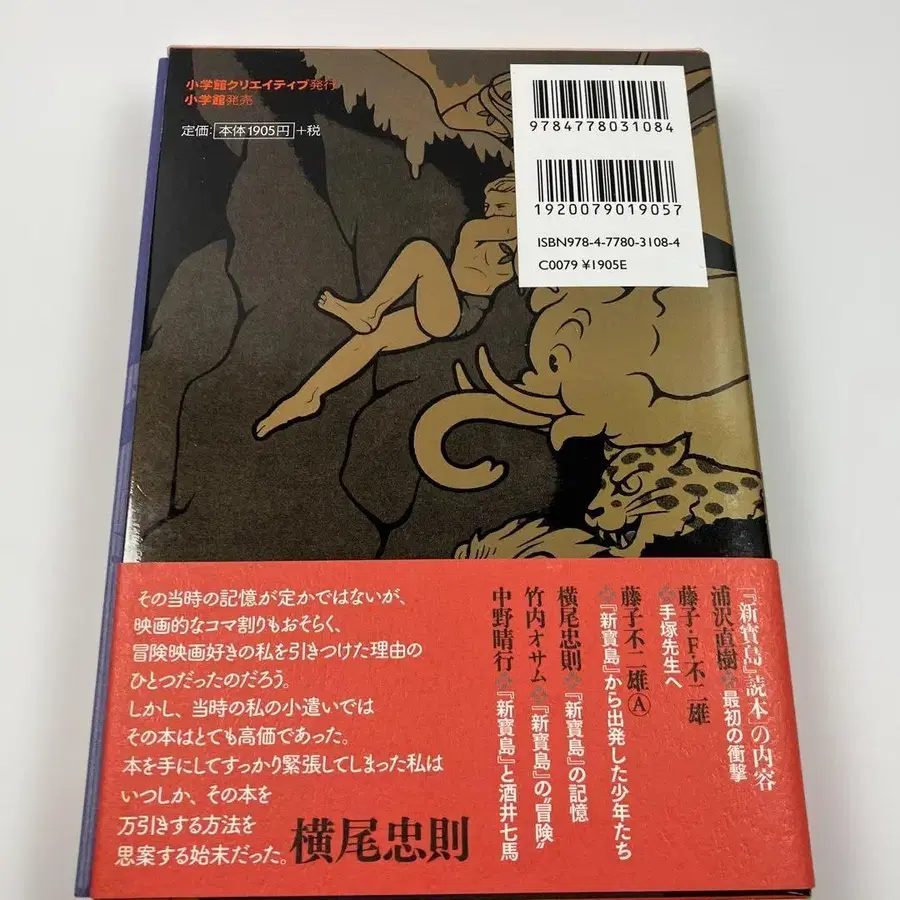 小学館クリエイティブ発行
小学館発売
定価:本体1905円+税
9784778031084
1920079019057
ISBN978-4-7780-3108-4
C0079 ¥1905E
『新寶島』読本の内容
浦沢直樹❖最初の衝撃
藤子・F・不二雄
❖手塚先生へ
藤子不二雄Ⓐ
❖『新寶島』から出発した少年たち
横尾忠則❖『新寶島』の記憶
竹内オサム❖『新寶島』の“冒険”
中野晴行❖『新寶島』と酒井七馬
その当時の記憶が定かではないが、
映画的なコマ割りもおそらく、
冒険映画好きの私を引きつけた理由の
ひとつだったのだろう。
しかし、当時の私の小遣いでは
その本はとても高価であった。
本を手にしてすっかり緊張してしまった私は
いつしか、その本を
万引きする方法を
思案する始末だった。
横尾忠則